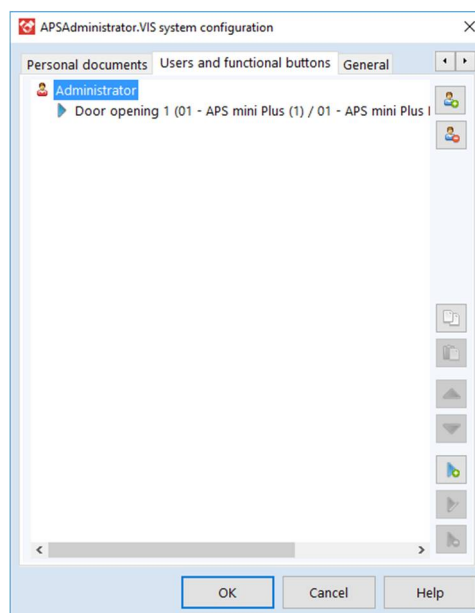 APSAdministrator.VIS system configuration
Personal documents Users and functional buttons General
Administrator
Door opening 1 (01 - APS mini Plus (1) / 01 - APS mini Plus
OK Cancel Help